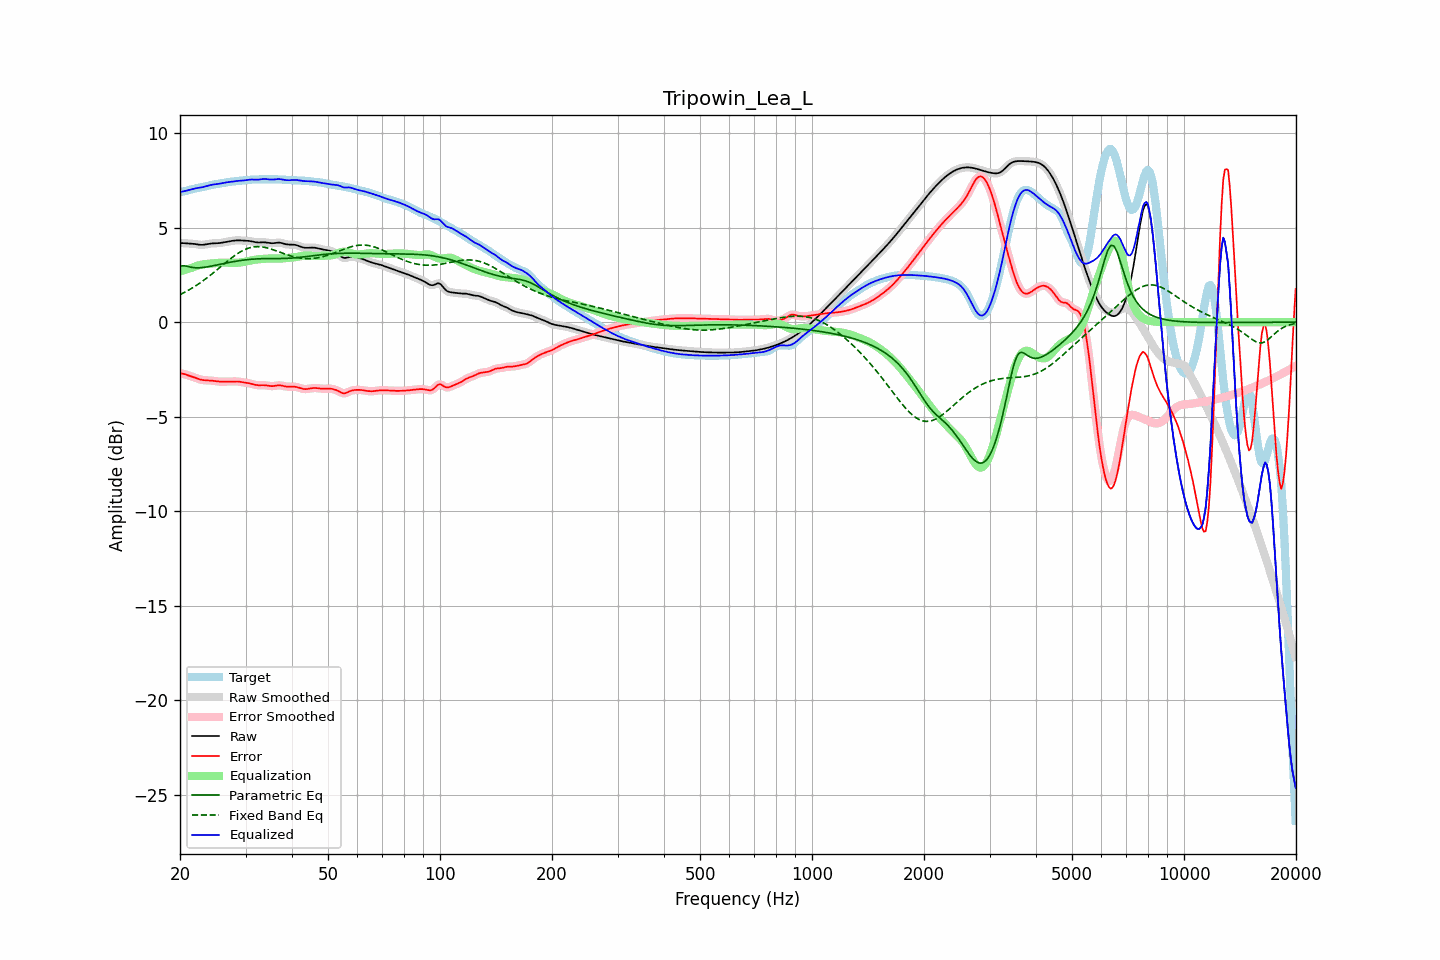 Tripowin_Lea_L
Amplitude (dBr)
10
5
0
−5
−10
−15
−20
−25
Target
Raw Smoothed
Error Smoothed
Raw
Error
Equalization
Parametric Eq
Fixed Band Eq
Equalized
20
50
100
200
500
1000
2000
5000
10000
20000
Frequency (Hz)